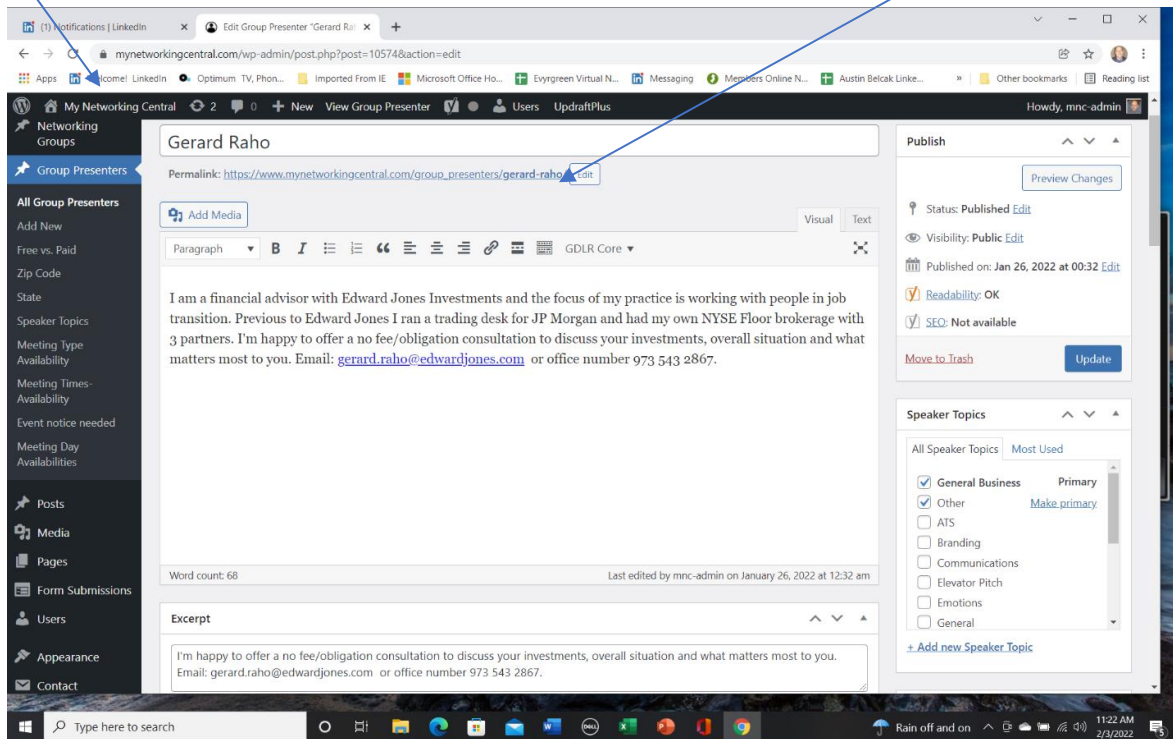 (1) Notifications | LinkedIn
Edit Group Presenter "Gerard Ra
mynetworkingcentral.com/wp-admin/post.php?post=10574&action=edit
Apps
Welcome! LinkedIn
Optimum TV, Phon...
Imported From IE
Microsoft Office Ho...
Evyrgreen Virtual N...
Messaging
Members Online N...
Austin Belcak Linke...
»
Other bookmarks
Reading list
My Networking Central
2
0
+ New
View Group Presenter
Users
UpdraftPlus
Howdy, mnc-admin
Networking
Groups
Group Presenters
All Group Presenters
Add New
Free vs. Paid
Zip Code
State
Speaker Topics
Meeting Type
Availability
Meeting Times-
Availability
Event notice needed
Meeting Day
Availabilities
Posts
Media
Pages
Form Submissions
Users
Appearance
Contact
Gerard Raho
Permalink: https://www.mynetworkingcentral.com/group_presenters/gerard-raho Edit
Add Media
Visual
Text
Paragraph
B I
GDLR Core
I am a financial advisor with Edward Jones Investments and the focus of my practice is working with people in job
transition. Previous to Edward Jones I ran a trading desk for JP Morgan and had my own NYSE Floor brokerage with
3 partners. I'm happy to offer a no fee/obligation consultation to discuss your investments, overall situation and what
matters most to you. Email: gerard.raho@edwardjones.com or office number 973 543 2867.
Word count: 68
Last edited by mnc-admin on January 26, 2022 at 12:32 am
Excerpt
I'm happy to offer a no fee/obligation consultation to discuss your investments, overall situation and what matters most to you.
Email: gerard.raho@edwardjones.com or office number 973 543 2867.
Publish
Preview Changes
Status: Published Edit
Visibility: Public Edit
Published on: Jan 26, 2022 at 00:32 Edit
Readability: OK
SEO: Not available
Move to Trash
Update
Speaker Topics
All Speaker Topics
Most Used
General Business
Primary
Other
Make primary
ATS
Branding
Communications
Elevator Pitch
Emotions
General
+ Add new Speaker Topic
Type here to search
DELL
Rain off and on
11:22 AM
2/3/2022
5